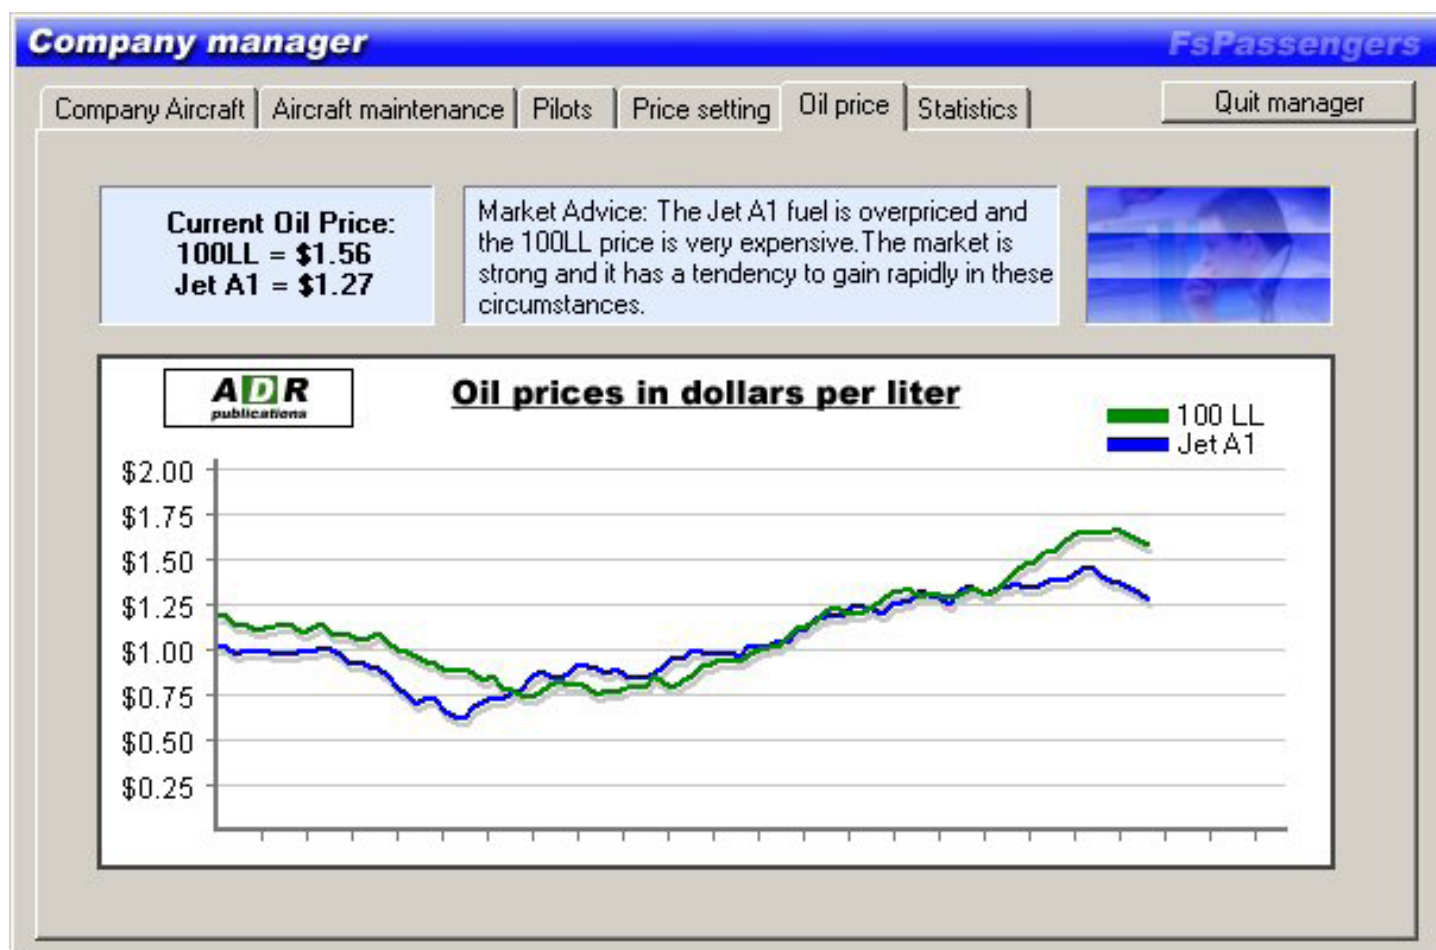 Company manager
FsPassengers
Company Aircraft
Aircraft maintenance
Pilots
Price setting
Oil price
Statistics
Quit manager
Current Oil Price:
100LL = $1.56
Jet A1 = $1.27
Market Advice: The Jet A1 fuel is overpriced and
the 100LL price is very expensive.The market is
strong and it has a tendency to gain rapidly in these
circumstances.
ADR
publications
Oil prices in dollars per liter
100 LL
Jet A1
$2.00
$1.75
$1.50
$1.25
$1.00
$0.75
$0.50
$0.25